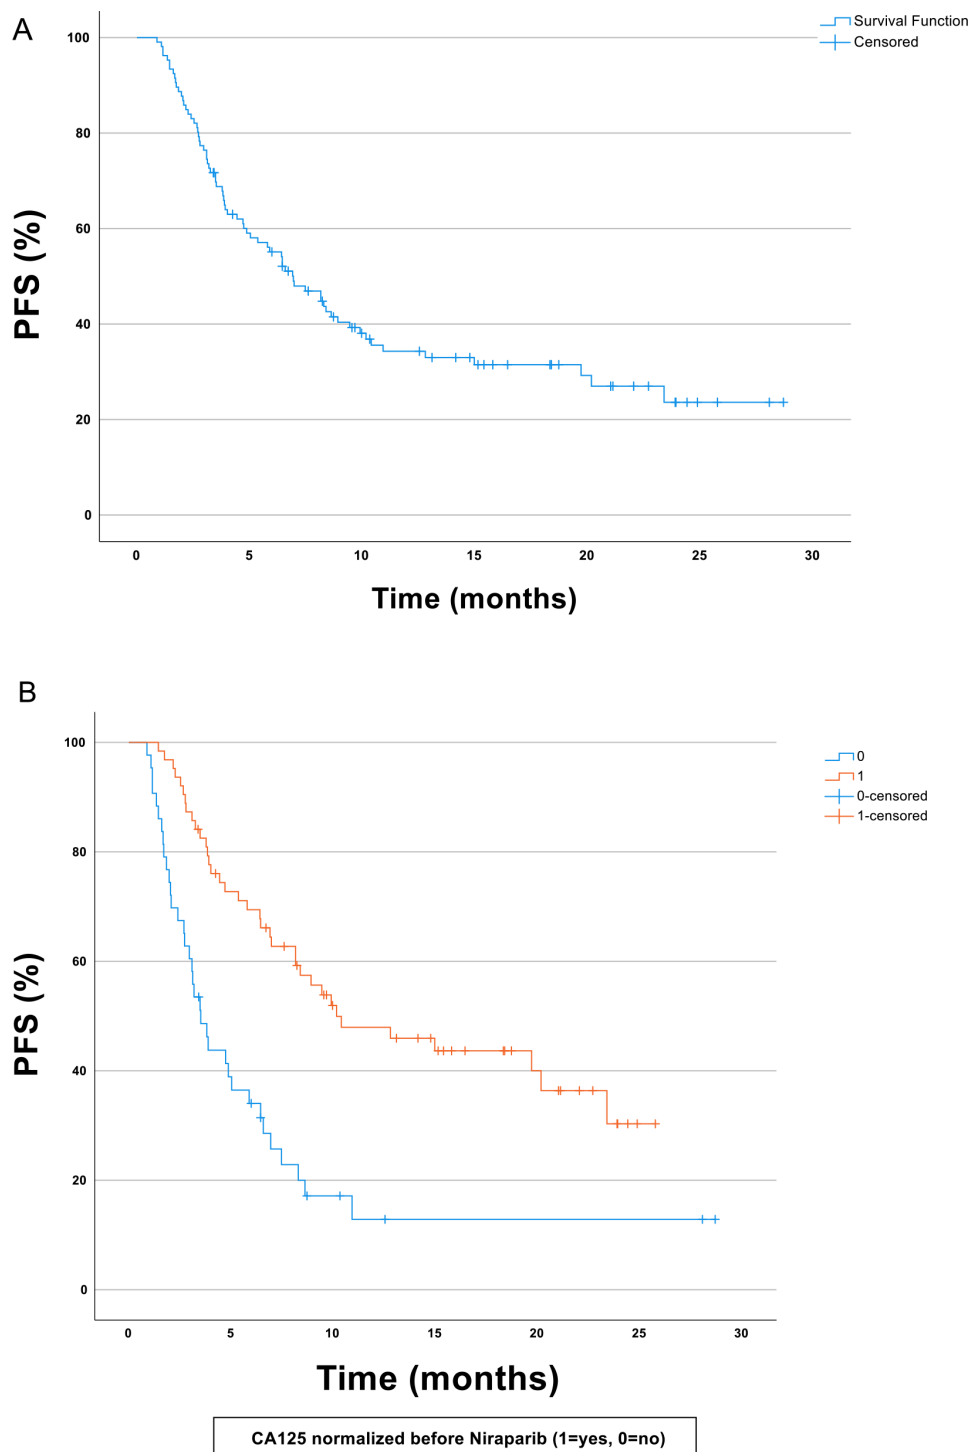 A
Survival Function
Censored
100
80
60
40
20
0
PFS (%)
0 5 10 15 20 25 30
Time (months)
B
0
1
0-censored
1-censored
100
80
60
40
20
0
PFS (%)
0 5 10 15 20 25 30
Time (months)
CA125 normalized before Niraparib (1=yes, 0=no)